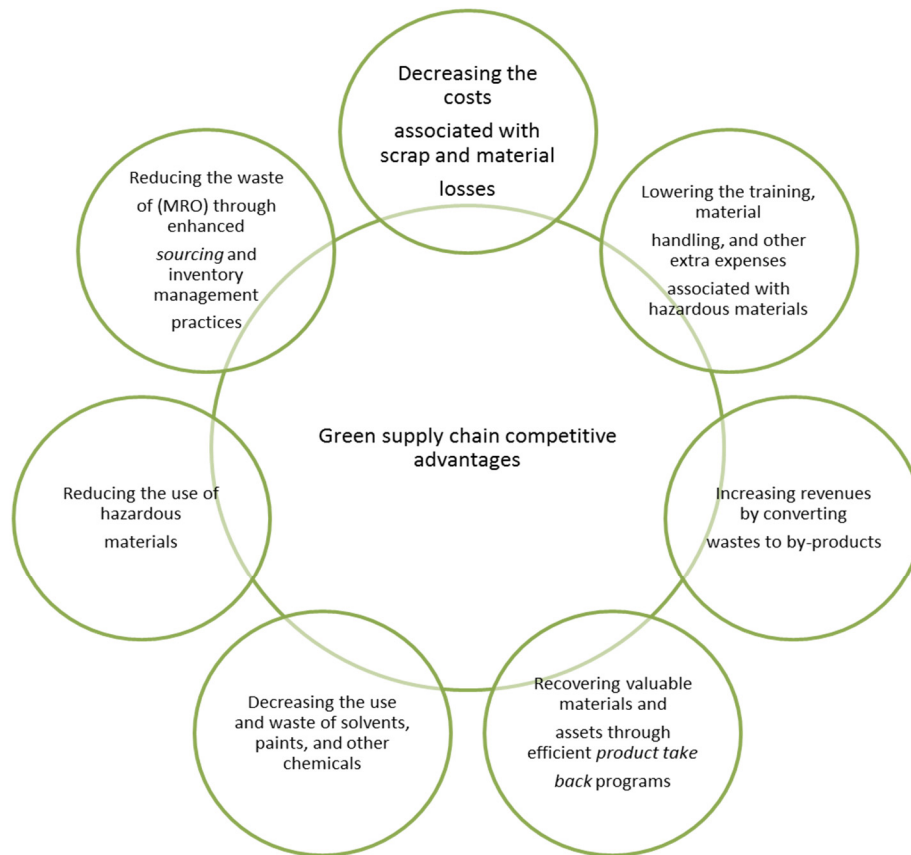 Decreasing the
costs
associated with
scrap and material
losses
Lowering the training,
material
handling, and other
extra expenses
associated with
hazardous materials
Increasing revenues
by converting
wastes to by-products
Recovering valuable
materials and
assets through
efficient product take
back programs
Decreasing the use
and waste of solvents,
paints, and other
chemicals
Reducing the use of
hazardous
materials
Reducing the waste
of (MRO) through
enhanced
sourcing and
inventory
management
practices
Green supply chain competitive
advantages